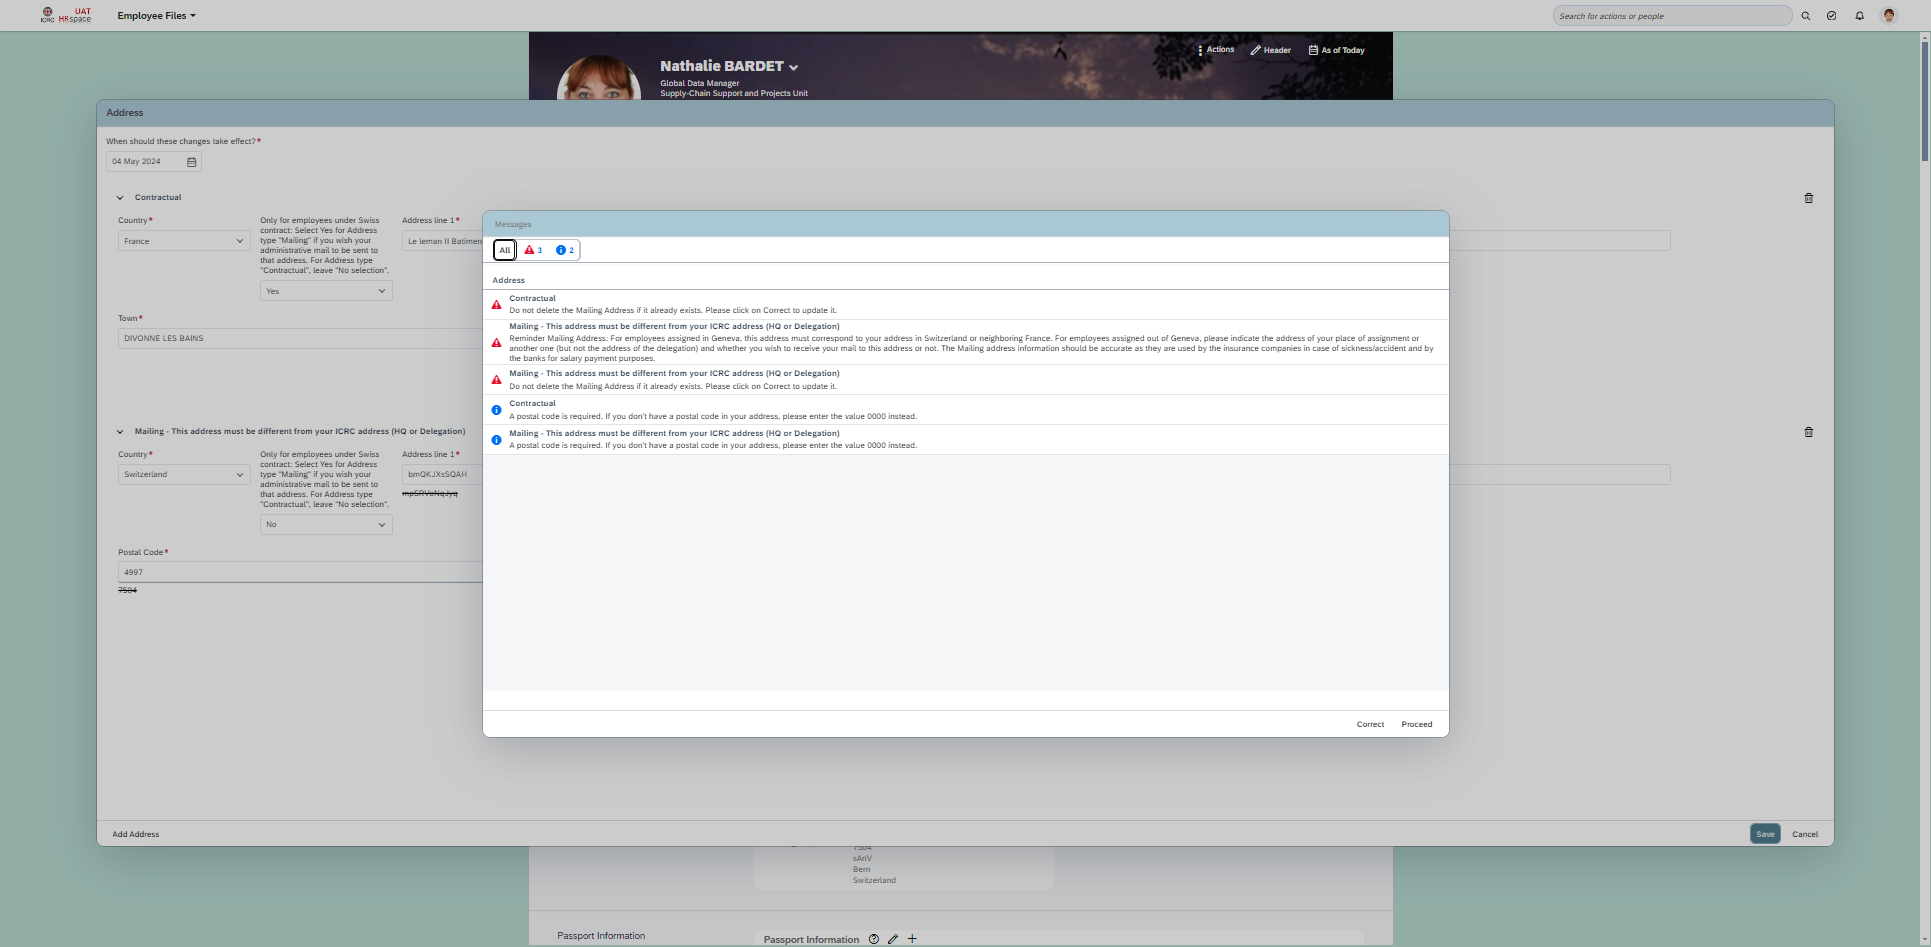 ICRC
UAT
HRspace
Employee Files
Search for actions or people
Actions
Header
As of Today
Nathalie BARDET
Global Data Manager
Supply-Chain Support and Projects Unit
Address
When should these changes take effect?*
04 May 2024
Contractual
Country*
France
Only for employees under Swiss
contract: Select Yes for Address
type "Mailing" if you wish your
administrative mail to be sent to
that address. For Address type
"Contractual", leave "No selection".
Yes
Address line 1*
Le leman II Batimen
Town*
DIVONNE LES BAINS
Mailing - This address must be different from your ICRC address (HQ or Delegation)
Country*
Switzerland
Only for employees under Swiss
contract: Select Yes for Address
type "Mailing" if you wish your
administrative mail to be sent to
that address. For Address type
"Contractual", leave "No selection".
No
Address line 1*
bmQKJXsSQAH
Postal Code*
4997
7504
Messages
All
3
2
Address
Contractual
Do not delete the Mailing Address if it already exists. Please click on Correct to update it.
Mailing - This address must be different from your ICRC address (HQ or Delegation)
Reminder Mailing Address: For employees assigned in Geneva, this address must correspond to your address in Switzerland or neighboring France. For employees assigned out of Geneva, please indicate the address of your place of assignment or
another one (but not the address of the delegation) and whether you wish to receive your mail to this address or not. The Mailing address information should be accurate as they are used by the insurance companies in case of sickness/accident and by
the banks for salary payment purposes.
Mailing - This address must be different from your ICRC address (HQ or Delegation)
Do not delete the Mailing Address if it already exists. Please click on Correct to update it.
Contractual
A postal code is required. If you don't have a postal code in your address, please enter the value 0000 instead.
Mailing - This address must be different from your ICRC address (HQ or Delegation)
A postal code is required. If you don't have a postal code in your address, please enter the value 0000 instead.
Correct
Proceed
Add Address
Save
Cancel
7504
sAnV
Bern
Switzerland
Passport Information
Passport Information